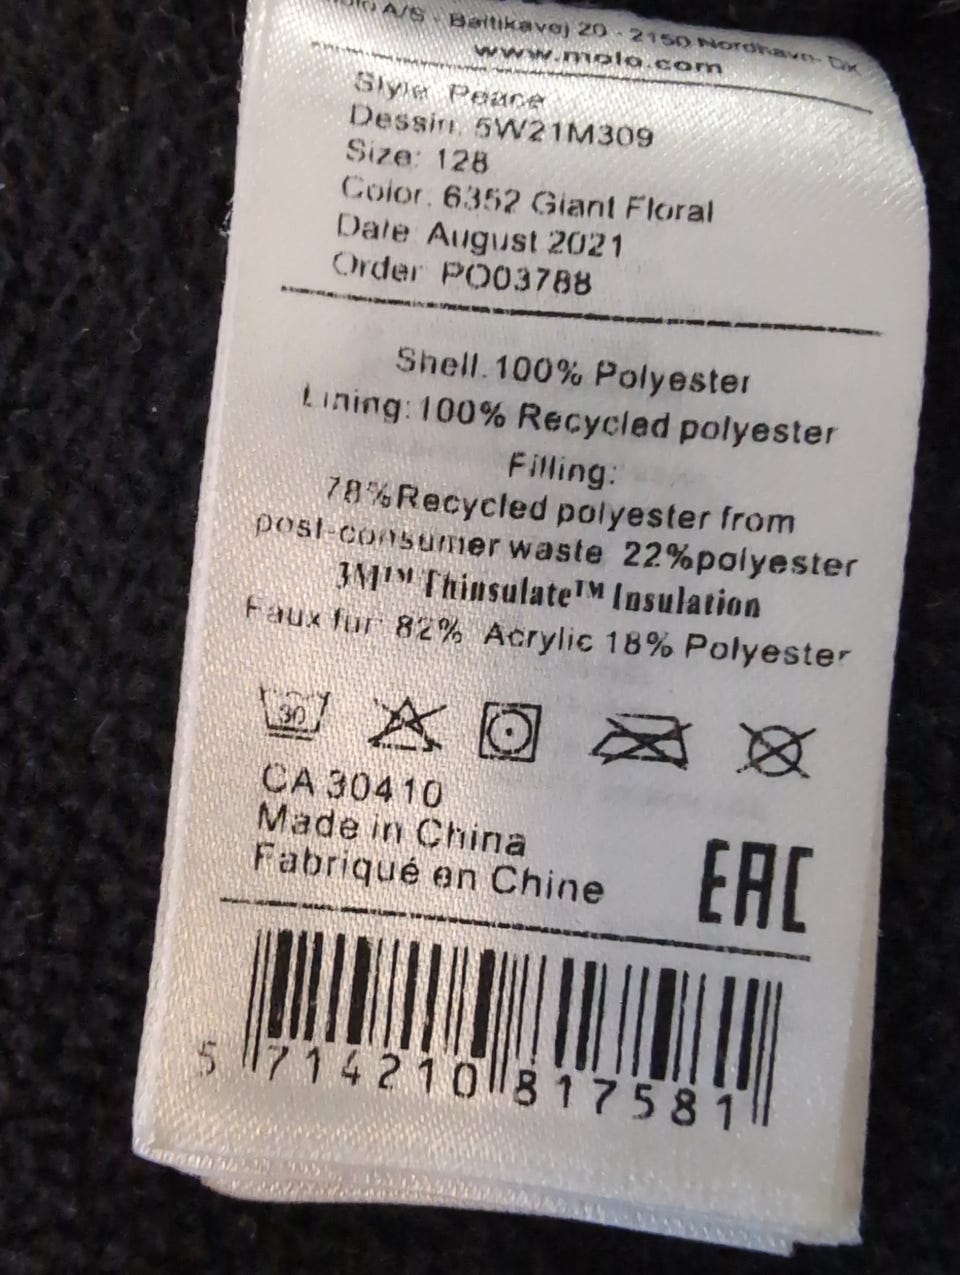 A/S - Baltikavej 20 - 2150 Nordhavn- DK
www.molo.com
Style: Peace
Dessin: 5W21M309
Size: 128
Color: 6352 Giant Floral
Date August 2021
Order PO03788
Shell: 100% Polyester
Lining: 100% Recycled polyester
Filling:
78%Recycled polyester from
post-consumer waste 22%polyester
3M™ Thinsulate™ Insulation
Faux fur 82% Acrylic 18% Polyester
30
CA 30410
Made in China
Fabriqué en Chine
EAC
5 714210 817581